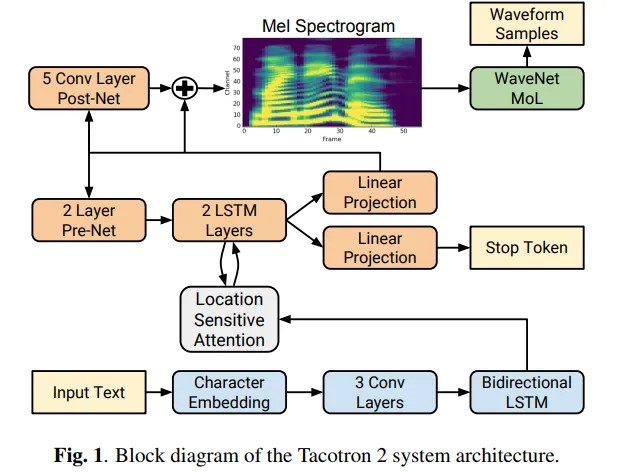 Mel Spectrogram
Waveform
Samples
5 Conv Layer
Post-Net
70
60
50
40
30
20
10
0
Channel
0
10
20
30
40
50
Frame
WaveNet
MoL
2 Layer
Pre-Net
2 LSTM
Layers
Linear
Projection
Linear
Projection
Stop Token
Location
Sensitive
Attention
Input Text
Character
Embedding
3 Conv
Layers
Bidirectional
LSTM
Fig. 1. Block diagram of the Tacotron 2 system architecture.